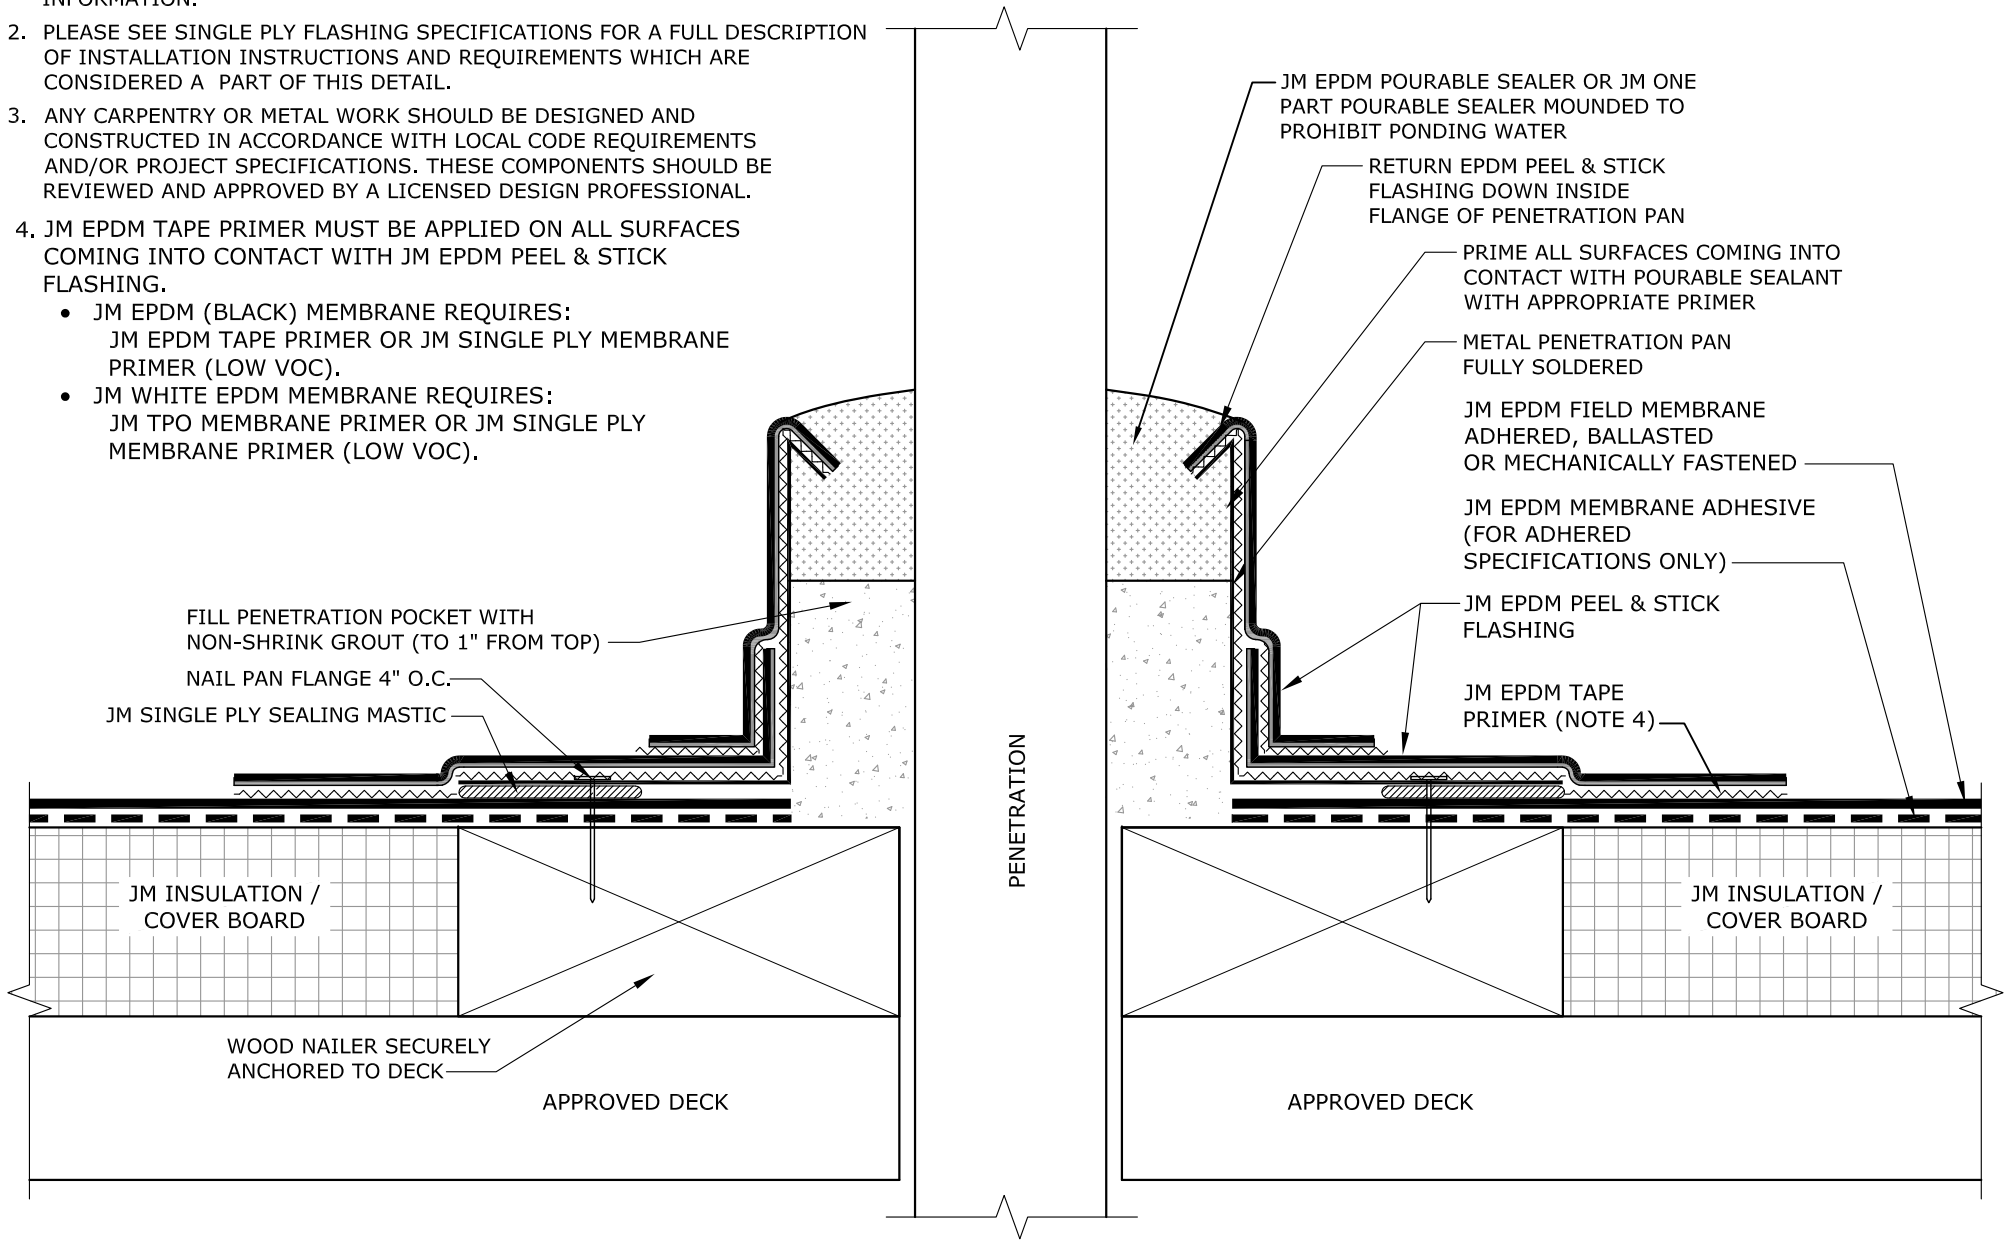 INFORMATION.
2. PLEASE SEE SINGLE PLY FLASHING SPECIFICATIONS FOR A FULL DESCRIPTION
OF INSTALLATION INSTRUCTIONS AND REQUIREMENTS WHICH ARE
CONSIDERED A PART OF THIS DETAIL.
3. ANY CARPENTRY OR METAL WORK SHOULD BE DESIGNED AND
CONSTRUCTED IN ACCORDANCE WITH LOCAL CODE REQUIREMENTS
AND/OR PROJECT SPECIFICATIONS. THESE COMPONENTS SHOULD BE
REVIEWED AND APPROVED BY A LICENSED DESIGN PROFESSIONAL.
4. JM EPDM TAPE PRIMER MUST BE APPLIED ON ALL SURFACES
COMING INTO CONTACT WITH JM EPDM PEEL & STICK
FLASHING.
• JM EPDM (BLACK) MEMBRANE REQUIRES:
JM EPDM TAPE PRIMER OR JM SINGLE PLY MEMBRANE
PRIMER (LOW VOC).
• JM WHITE EPDM MEMBRANE REQUIRES:
JM TPO MEMBRANE PRIMER OR JM SINGLE PLY
MEMBRANE PRIMER (LOW VOC).
JM EPDM POURABLE SEALER OR JM ONE
PART POURABLE SEALER MOUNDED TO
PROHIBIT PONDING WATER
RETURN EPDM PEEL & STICK
FLASHING DOWN INSIDE
FLANGE OF PENETRATION PAN
PRIME ALL SURFACES COMING INTO
CONTACT WITH POURABLE SEALANT
WITH APPROPRIATE PRIMER
METAL PENETRATION PAN
FULLY SOLDERED
JM EPDM FIELD MEMBRANE
ADHERED, BALLASTED
OR MECHANICALLY FASTENED
JM EPDM MEMBRANE ADHESIVE
(FOR ADHERED
SPECIFICATIONS ONLY)
JM EPDM PEEL & STICK
FLASHING
JM EPDM TAPE
PRIMER (NOTE 4)
FILL PENETRATION POCKET WITH
NON-SHRINK GROUT (TO 1" FROM TOP)
NAIL PAN FLANGE 4" O.C.
JM SINGLE PLY SEALING MASTIC
PENETRATION
JM INSULATION /
COVER BOARD
JM INSULATION /
COVER BOARD
WOOD NAILER SECURELY
ANCHORED TO DECK
APPROVED DECK
APPROVED DECK